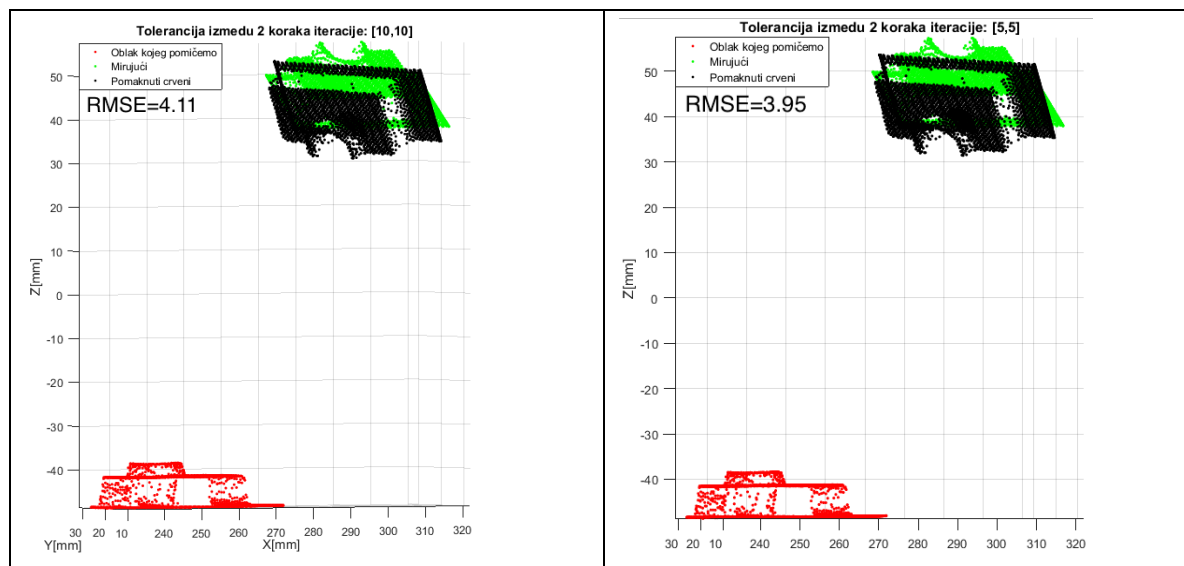 Tolerancija izmedu 2 koraka iteracije: [10,10]
Oblak kojeg pomičemo
Mirujući
Pomaknuti crveni
RMSE=4.11
50
40
30
20
10
0
-10
-20
-30
-40
Z[mm]
30 20 10 240 250 260 270 280 290 300 310 320
Y[mm] X[mm]
Tolerancija izmedu 2 koraka iteracije: [5,5]
Oblak kojeg pomičemo
Mirujući
Pomaknuti crveni
RMSE=3.95
50
40
30
20
10
0
-10
-20
-30
-40
Z[mm]
30 20 10 240 250 260 270 280 290 300 310 320